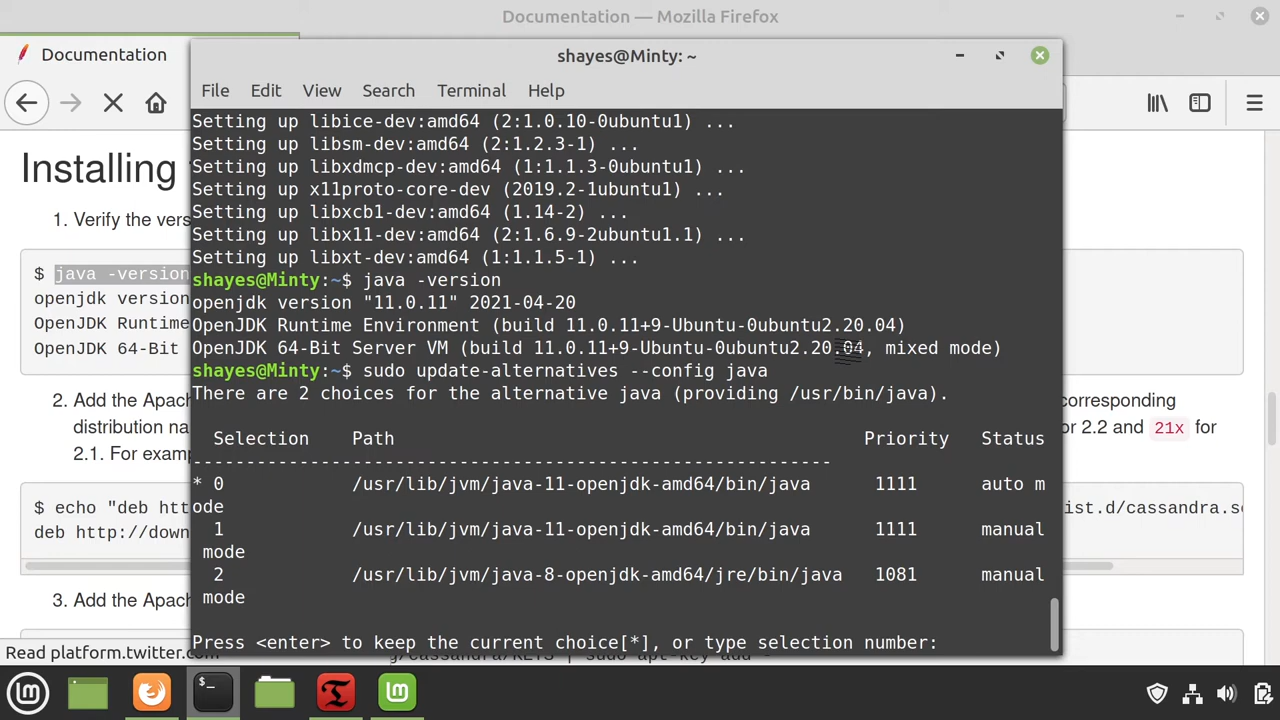 Documentation — Mozilla Firefox
Documentation
shayes@Minty: ~
File Edit View Search Terminal Help
Setting up libice-dev:amd64 (2:1.0.10-0ubuntu1) ...
Setting up libsm-dev:amd64 (2:1.2.3-1) ...
Setting up libxdmcp-dev:amd64 (1:1.1.3-0ubuntu1) ...
Setting up x11proto-core-dev (2019.2-1ubuntu1) ...
Setting up libxcb1-dev:amd64 (1.14-2) ...
Setting up libx11-dev:amd64 (2:1.6.9-2ubuntu1.1) ...
Setting up libxt-dev:amd64 (1:1.1.5-1) ...
shayes@Minty:~$ java -version
openjdk version "11.0.11" 2021-04-20
OpenJDK Runtime Environment (build 11.0.11+9-Ubuntu-0ubuntu2.20.04)
OpenJDK 64-Bit Server VM (build 11.0.11+9-Ubuntu-0ubuntu2.20.04, mixed mode)
shayes@Minty:~$ sudo update-alternatives --config java
There are 2 choices for the alternative java (providing /usr/bin/java).
Selection Path Priority Status
------------------------------------------------------------
* 0 /usr/lib/jvm/java-11-openjdk-amd64/bin/java 1111 auto m
ode
1 /usr/lib/jvm/java-11-openjdk-amd64/bin/java 1111 manual
mode
2 /usr/lib/jvm/java-8-openjdk-amd64/jre/bin/java 1081 manual
mode
Press <enter> to keep the current choice[*], or type selection number:
Installing
1. Verify the vers
$ java -version
openjdk version
OpenJDK Runtime
OpenJDK 64-Bit
2. Add the Apach corresponding
distribution na or 2.2 and 21x for
2.1. For examp
$ echo "deb htt ist.d/cassandra.so
deb http://down
3. Add the Apach
g/cassandra/KEYS | sudo apt-key add -
Read platform.twitter.com